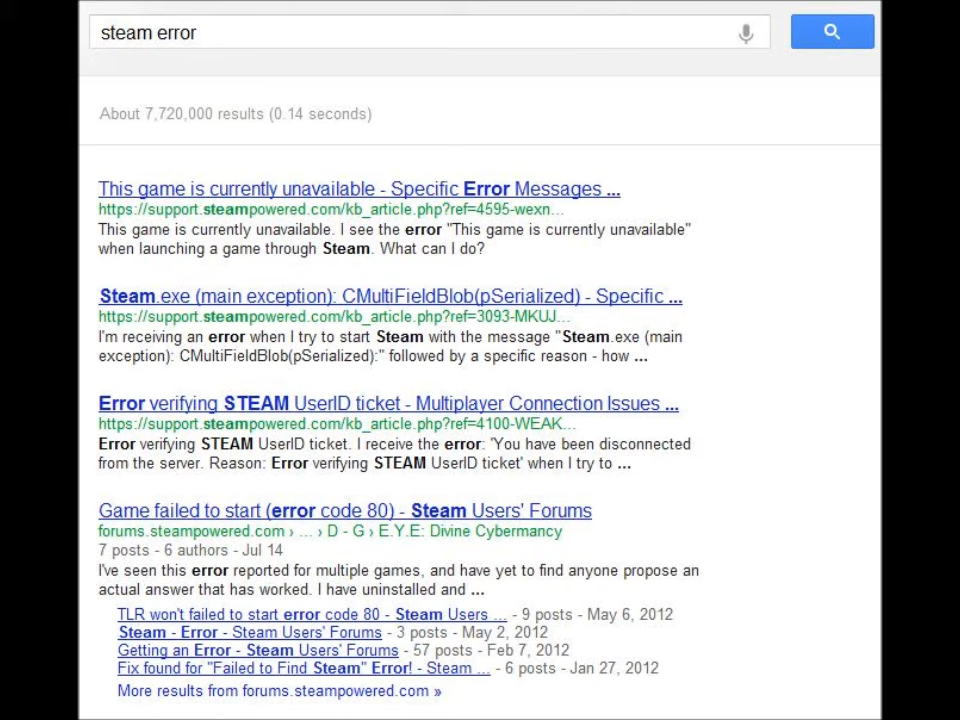 steam error
About 7,720,000 results (0.14 seconds)
This game is currently unavailable - Specific Error Messages ...
https://support.steampowered.com/kb_article.php?ref=4595-wexn...
This game is currently unavailable. I see the error "This game is currently unavailable"
when launching a game through Steam. What can I do?
Steam.exe (main exception): CMultiFieldBlob(pSerialized) - Specific ...
https://support.steampowered.com/kb_article.php?ref=3093-MKUJ...
I'm receiving an error when I try to start Steam with the message "Steam.exe (main
exception): CMultiFieldBlob(pSerialized):" followed by a specific reason - how ...
Error verifying STEAM UserID ticket - Multiplayer Connection Issues ...
https://support.steampowered.com/kb_article.php?ref=4100-WEAK...
Error verifying STEAM UserID ticket. I receive the error: 'You have been disconnected
from the server. Reason: Error verifying STEAM UserID ticket' when I try to ...
Game failed to start (error code 80) - Steam Users' Forums
forums.steampowered.com › ... › D - G › E.Y.E: Divine Cybermancy
7 posts - 6 authors - Jul 14
I've seen this error reported for multiple games, and have yet to find anyone propose an
actual answer that has worked. I have uninstalled and ...
TLR won't failed to start error code 80 - Steam Users ... - 9 posts - May 6, 2012
Steam - Error - Steam Users' Forums - 3 posts - May 2, 2012
Getting an Error - Steam Users' Forums - 57 posts - Feb 7, 2012
Fix found for "Failed to Find Steam" Error! - Steam ... - 6 posts - Jan 27, 2012
More results from forums.steampowered.com »